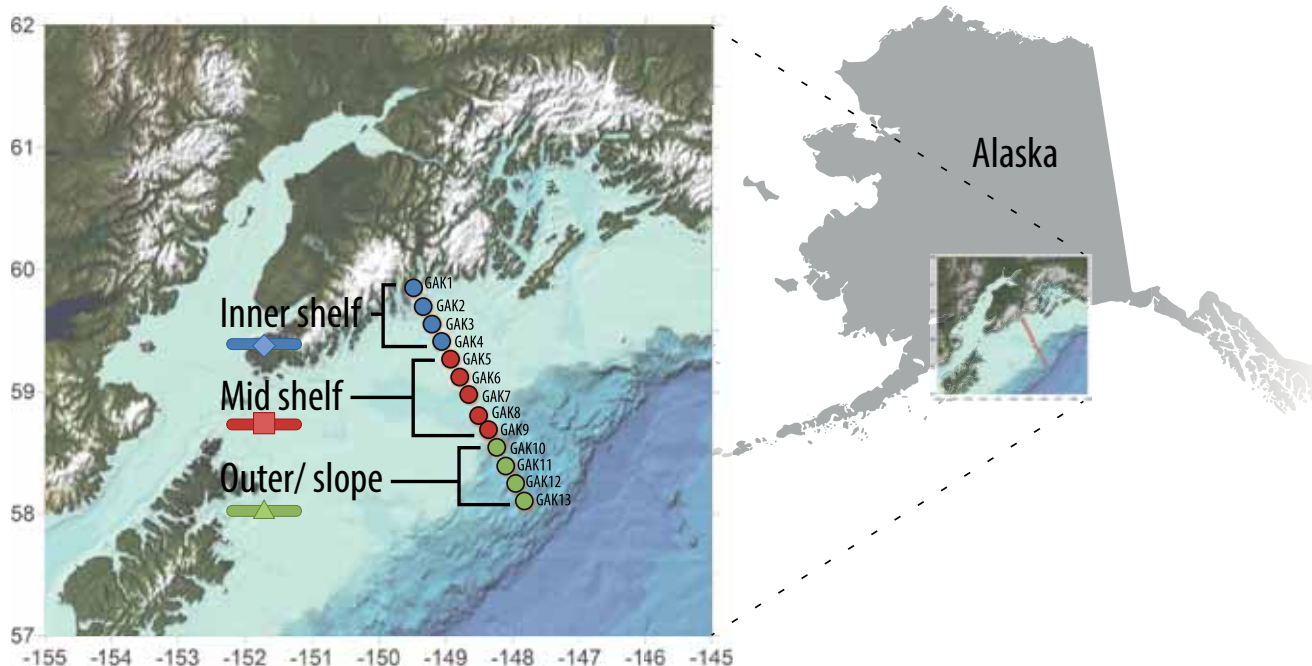 62
61
60
59
58
57
-155 -154 -153 -152 -151 -150 -149 -148 -147 -146 -145
Alaska
Inner shelf
Mid shelf
Outer/ slope
GAK1
GAK2
GAK3
GAK4
GAK5
GAK6
GAK7
GAK8
GAK9
GAK10
GAK11
GAK12
GAK13